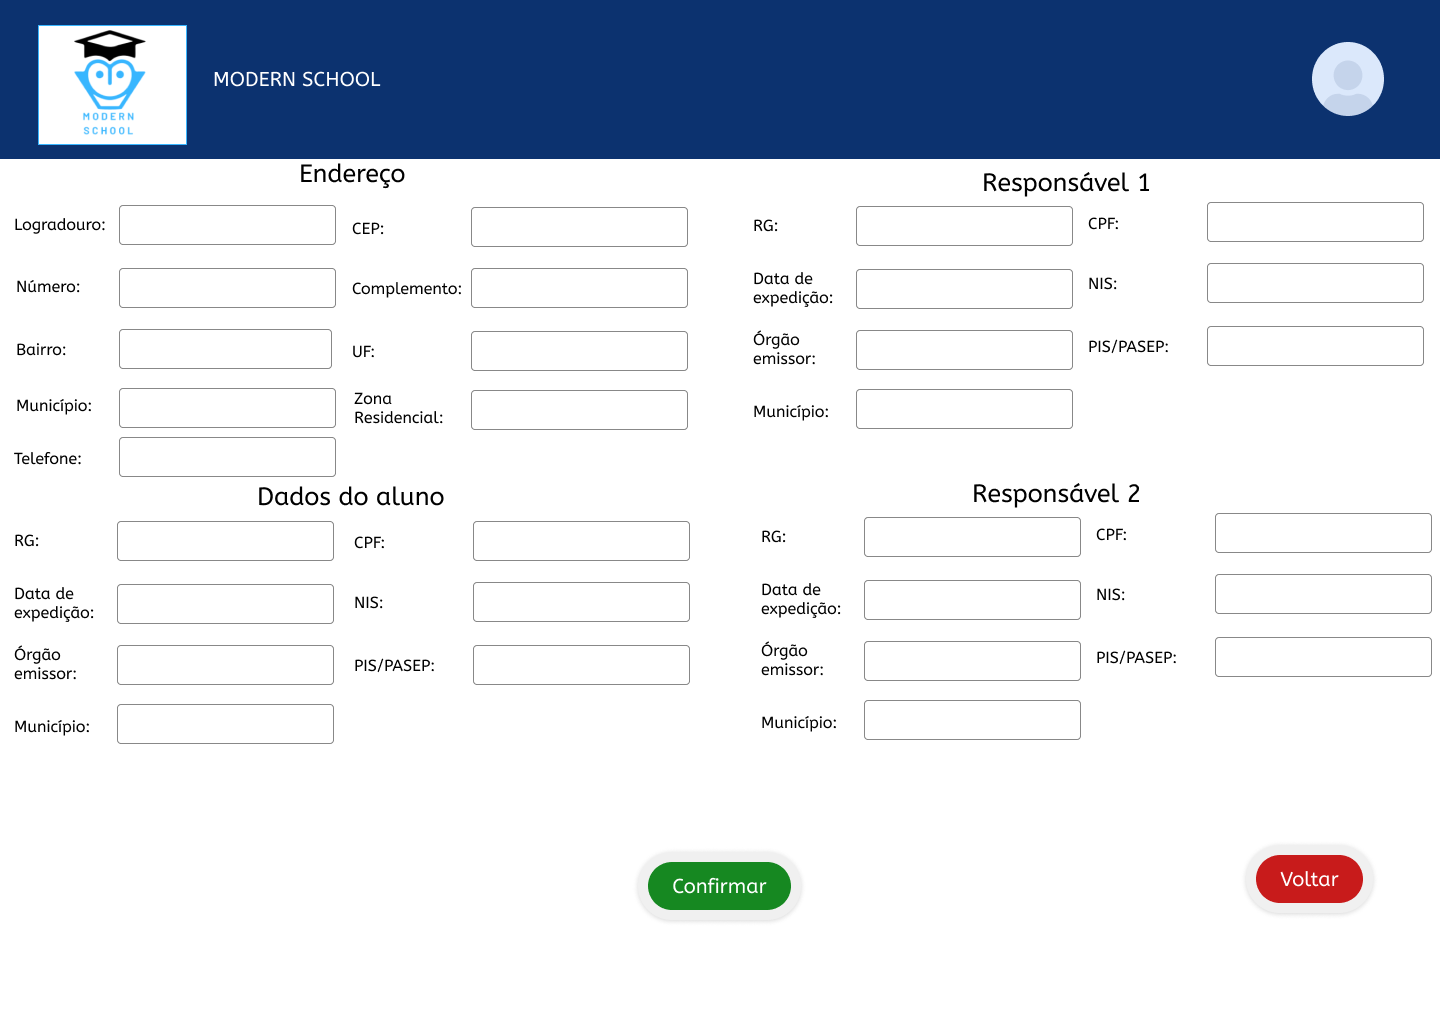 MODERN
SCHOOL
MODERN SCHOOL
Endereço
Logradouro:
CEP:
Número:
Complemento:
Bairro:
UF:
Município:
Zona
Residencial:
Telefone:
Responsável 1
RG:
CPF:
Data de
expedição:
NIS:
Órgão
emissor:
PIS/PASEP:
Município:
Dados do aluno
RG:
CPF:
Data de
expedição:
NIS:
Órgão
emissor:
PIS/PASEP:
Município:
Responsável 2
RG:
CPF:
Data de
expedição:
NIS:
Órgão
emissor:
PIS/PASEP:
Município:
Confirmar
Voltar